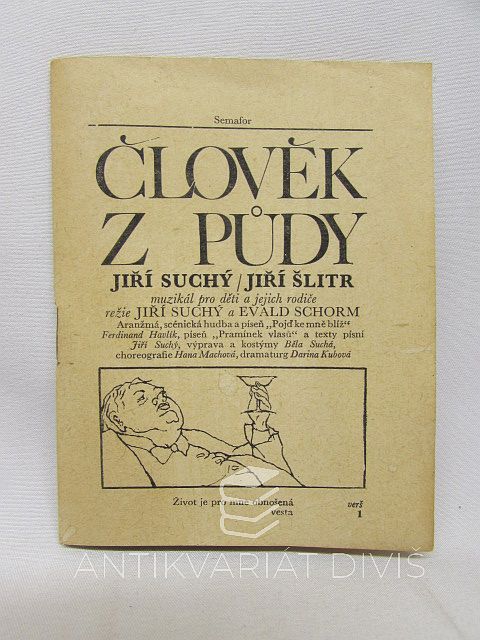 Semafor
ČLOVĚK
Z PŮDY
JIŘÍ SUCHÝ / JIŘÍ ŠLITR
muzikál pro děti a jejich rodiče
režie JIŘÍ SUCHÝ a EVALD SCHORM
Aranžmá, scénická hudba a píseň „Pojď ke mně blíž"
Ferdinand Havlík, píseň „Pramínek vlasů" a texty písní
Jiří Suchý, výprava a kostýmy Běla Suchá,
choreografie Hana Machová, dramaturg Darina Kubová
Život je pro mne obnošená
vesta
verš
1
ANTIKVARIÁT DIVIŠ